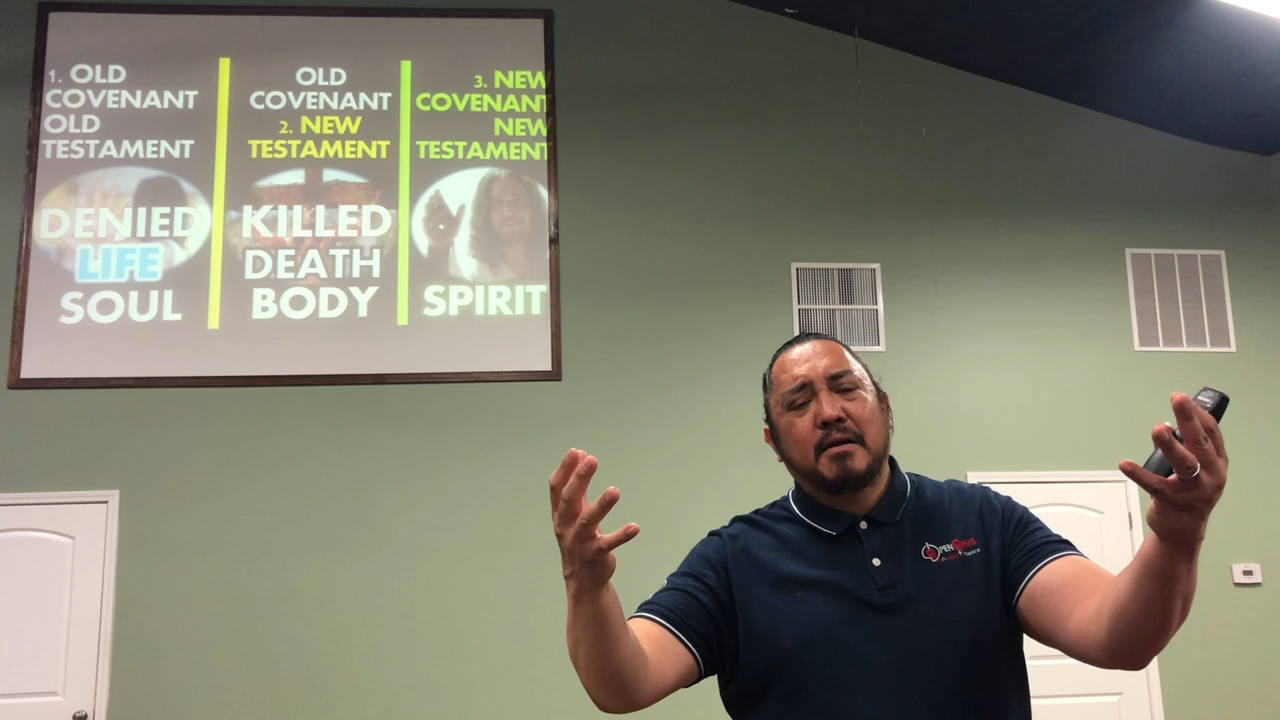 1. OLD
COVENANT
OLD
TESTAMENT
DENIED
LIFE
SOUL
OLD
COVENANT
2. NEW
TESTAMENT
KILLED
DEATH
BODY
3. NEW
COVENANT
NEW
TESTAMENT
SPIRIT